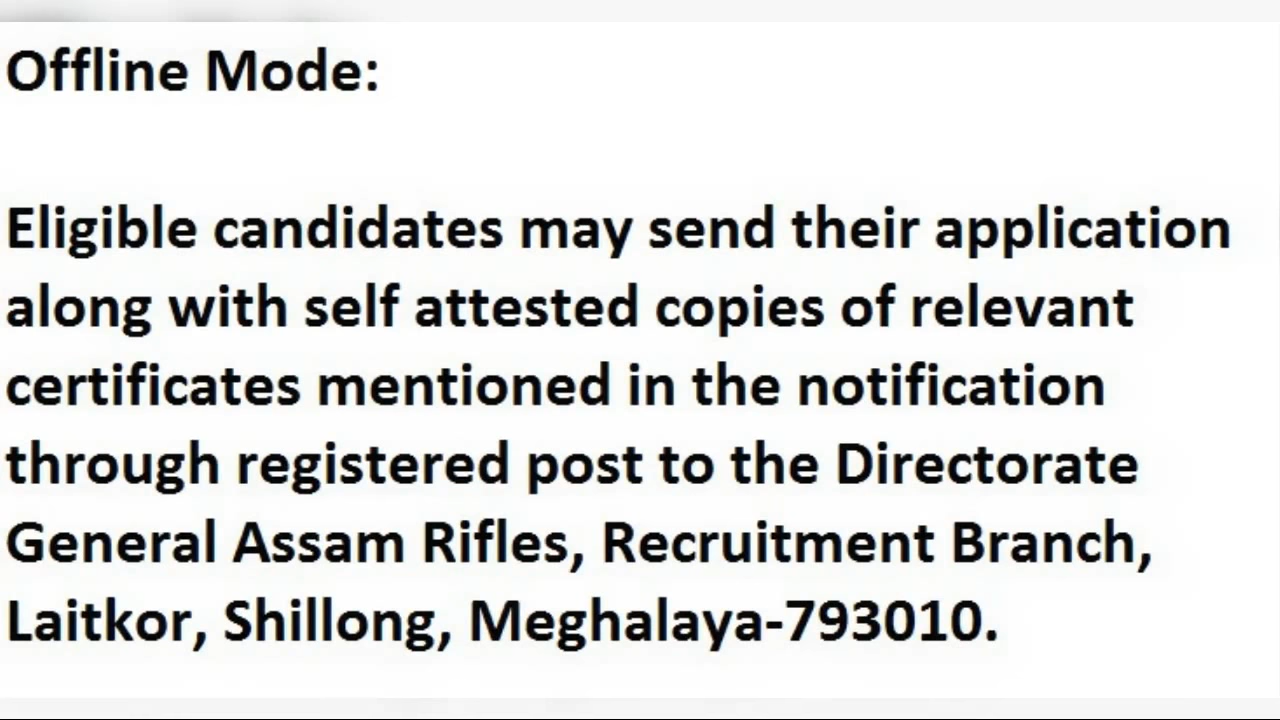 Offline Mode:
Eligible candidates may send their application
along with self attested copies of relevant
certificates mentioned in the notification
through registered post to the Directorate
General Assam Rifles, Recruitment Branch,
Laitkor, Shillong, Meghalaya-793010.